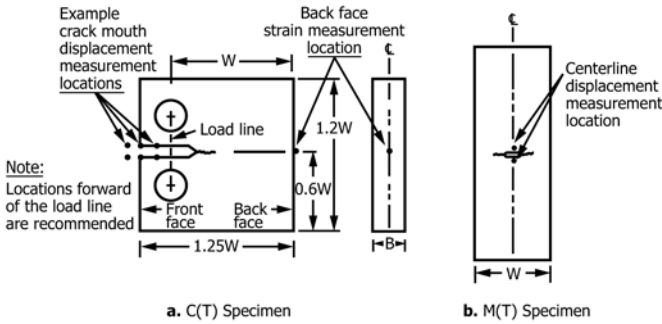 Example
crack mouth
displacement
measurement
locations
Note:
Locations forward
of the load line
are recommended
W
Load line
1.2W
0.6W
Front
face
Back
face
1.25W
Back face
strain measurement
location
℄
B
℄
Centerline
displacement
measurement
location
W
a. C(T) Specimen
b. M(T) Specimen